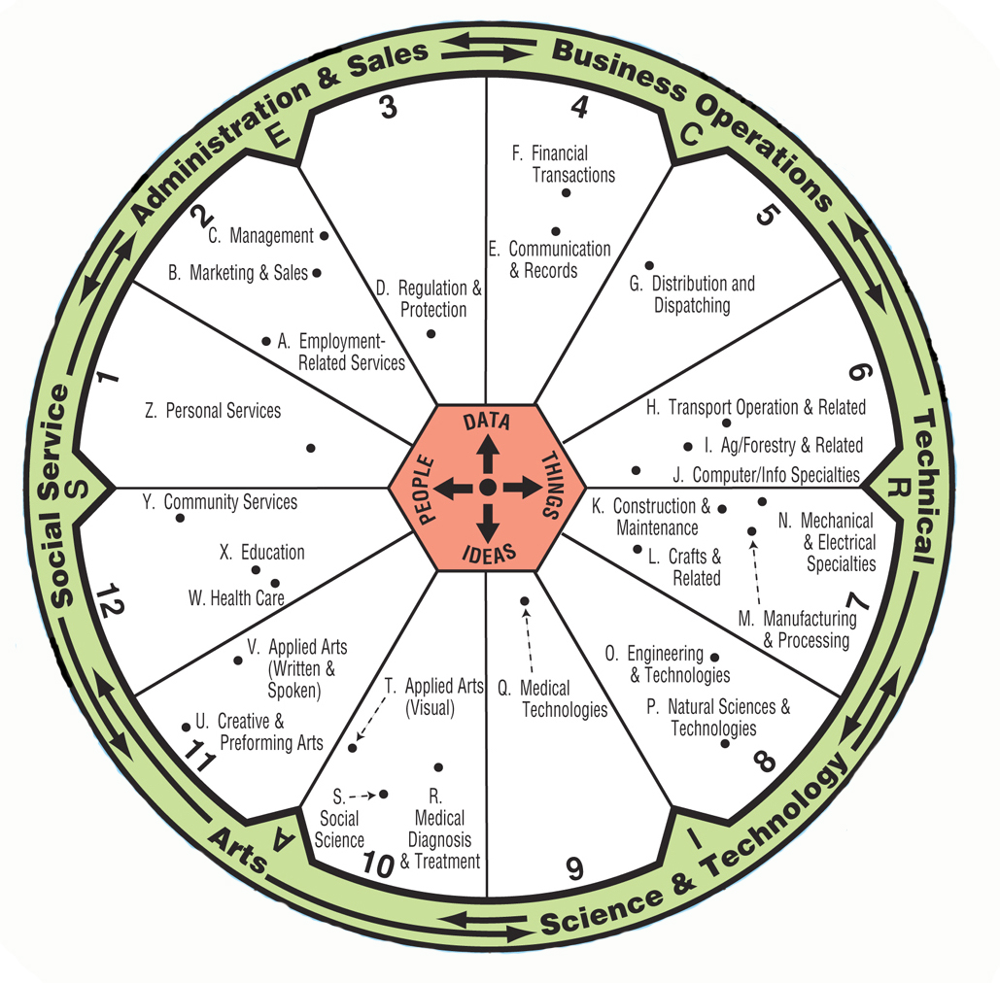 Administration & Sales
Business Operations
Technical
Science & Technology
Arts
Social Service
E
C
R
I
A
S
3
4
2
5
1
6
12
7
11
8
10
9
F. Financial
Transactions
E. Communication
& Records
C. Management
B. Marketing & Sales
D. Regulation &
Protection
G. Distribution and
Dispatching
A. Employment-
Related Services
Z. Personal Services
H. Transport Operation & Related
I. Ag/Forestry & Related
J. Computer/Info Specialties
DATA
PEOPLE
THINGS
IDEAS
Y. Community Services
X. Education
W. Health Care
K. Construction &
Maintenance
L. Crafts &
Related
N. Mechanical
& Electrical
Specialties
M. Manufacturing
& Processing
V. Applied Arts
(Written &
Spoken)
U. Creative &
Preforming Arts
T. Applied Arts
(Visual)
Q. Medical
Technologies
O. Engineering
& Technologies
P. Natural Sciences &
Technologies
S.
Social
Science
R.
Medical
Diagnosis
& Treatment